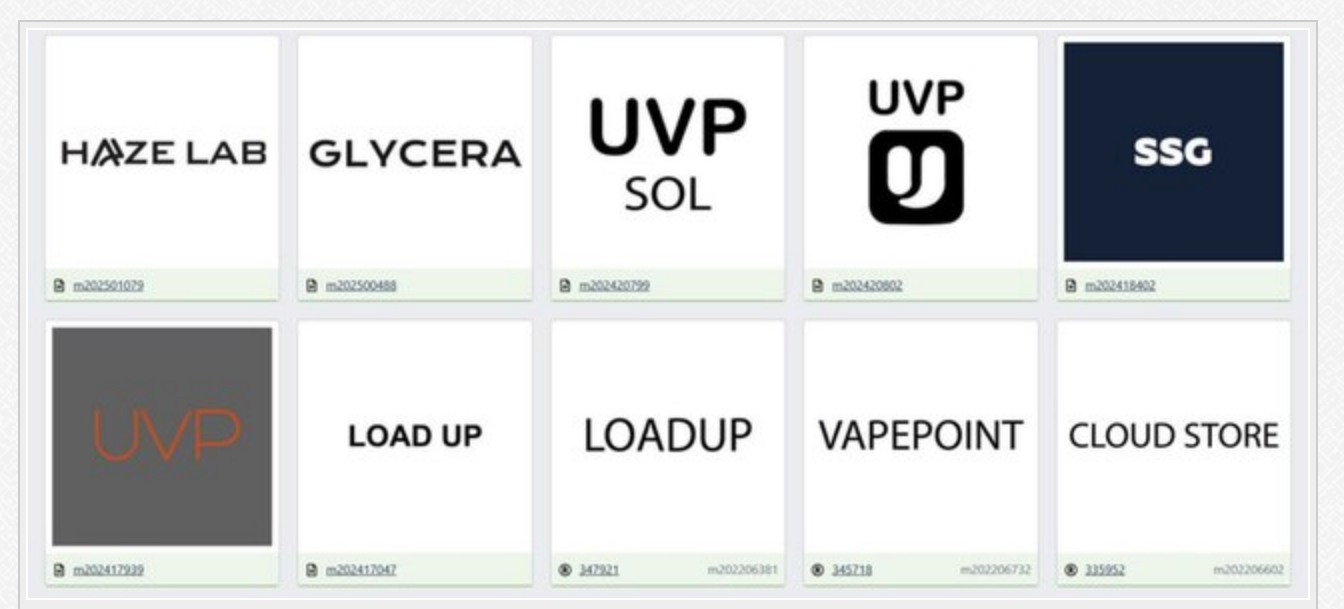 HAZE LAB
m202501079
GLYCERA
m202500488
UVP
SOL
m202420799
UVP
m202420802
SSG
m202418402
UVP
m202417939
LOAD UP
m202417047
LOADUP
347921 m202206381
VAPEPOINT
345718 m202206732
CLOUD STORE
335952 m202206602